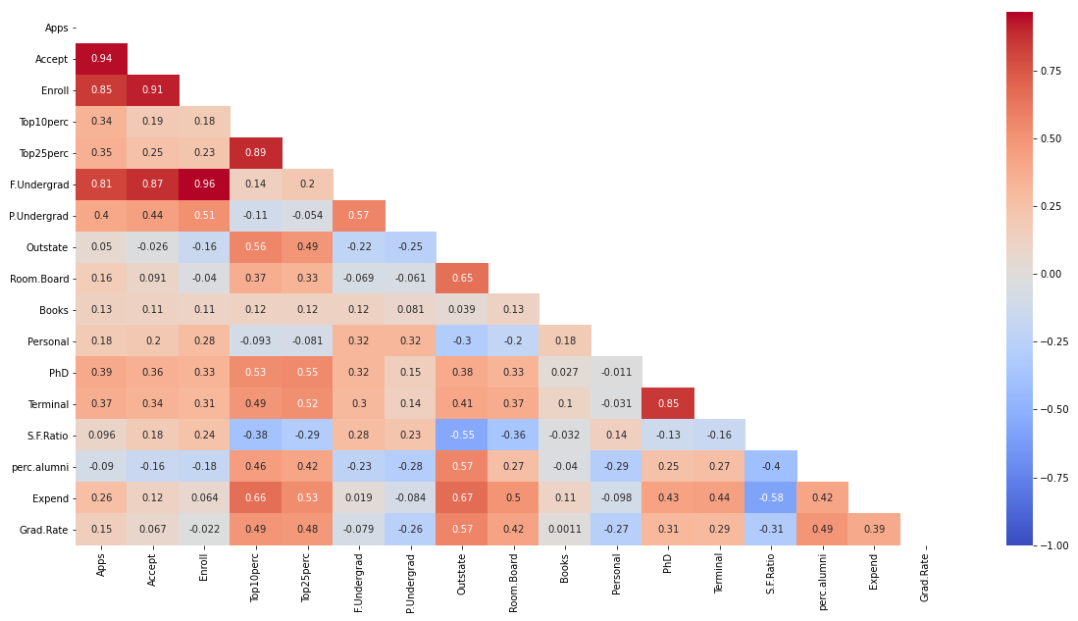 Apps
Accept 0.94
Enroll 0.85 0.91
Top10perc 0.34 0.19 0.18
Top25perc 0.35 0.25 0.23 0.89
F.Undergrad 0.81 0.87 0.96 0.14 0.2
P.Undergrad 0.4 0.44 0.51 -0.11 -0.054 0.57
Outstate 0.05 -0.026 -0.16 0.56 0.49 -0.22 -0.25
Room.Board 0.16 0.091 -0.04 0.37 0.33 -0.069 -0.061 0.65
Books 0.13 0.11 0.11 0.12 0.12 0.12 0.081 0.039 0.13
Personal 0.18 0.2 0.28 -0.093 -0.081 0.32 0.32 -0.3 -0.2 0.18
PhD 0.39 0.36 0.33 0.53 0.55 0.32 0.15 0.38 0.33 0.027 -0.011
Terminal 0.37 0.34 0.31 0.49 0.52 0.3 0.14 0.41 0.37 0.1 -0.031 0.85
S.F.Ratio 0.096 0.18 0.24 -0.38 -0.29 0.28 0.23 -0.55 -0.36 -0.032 0.14 -0.13 -0.16
perc.alumni -0.09 -0.16 -0.18 0.46 0.42 -0.23 -0.28 0.57 0.27 -0.04 -0.29 0.25 0.27 -0.4
Expend 0.26 0.12 0.064 0.66 0.53 0.019 -0.084 0.67 0.5 0.11 -0.098 0.43 0.44 -0.58 0.42
Grad.Rate 0.15 0.067 -0.022 0.49 0.48 -0.079 -0.26 0.57 0.42 0.0011 -0.27 0.31 0.29 -0.31 0.49 0.39
Apps
Accept
Enroll
Top10perc
Top25perc
F.Undergrad
P.Undergrad
Outstate
Room.Board
Books
Personal
PhD
Terminal
S.F.Ratio
perc.alumni
Expend
Grad.Rate
0.75
0.50
0.25
0.00
−0.25
−0.50
−0.75
−1.00